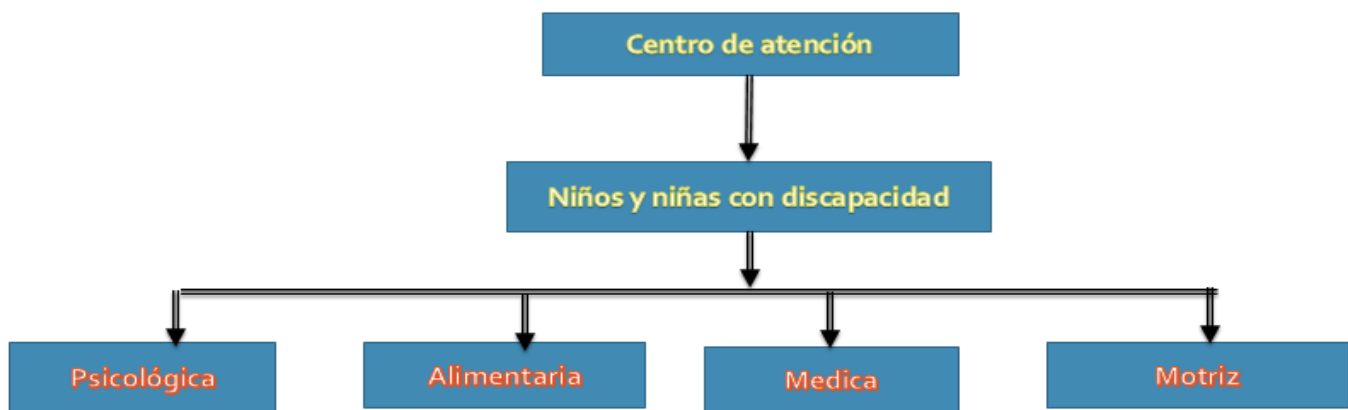 Centro de atención
Niños y niñas con discapacidad
Psicológica
Alimentaria
Medica
Motriz